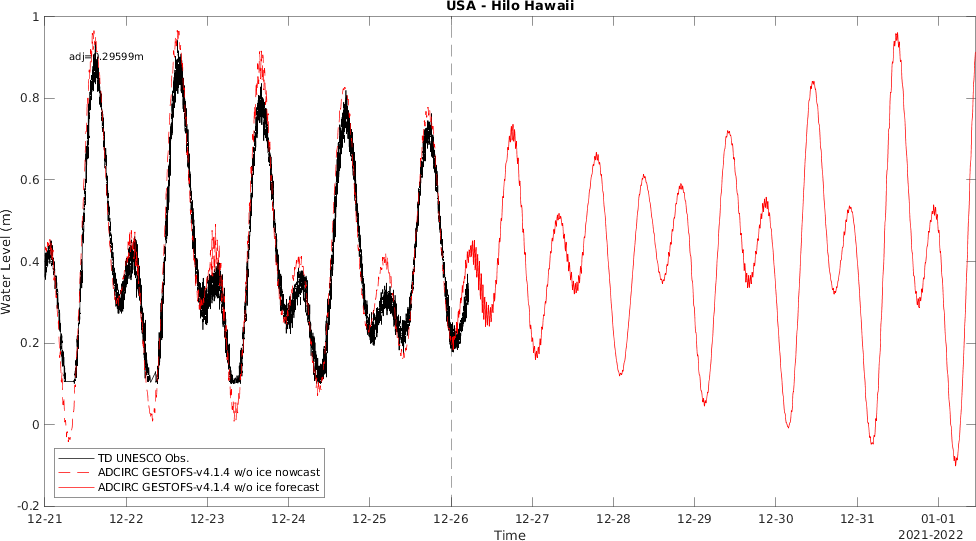 USA - Hilo Hawaii
1
adj=0.29599m
0.8
0.6
0.4
0.2
0
-0.2
Water Level (m)
TD UNESCO Obs.
ADCIRC GESTOFS-v4.1.4 w/o ice nowcast
ADCIRC GESTOFS-v4.1.4 w/o ice forecast
12-21 12-22 12-23 12-24 12-25 12-26 12-27 12-28 12-29 12-30 12-31 01-01
Time
2021-2022